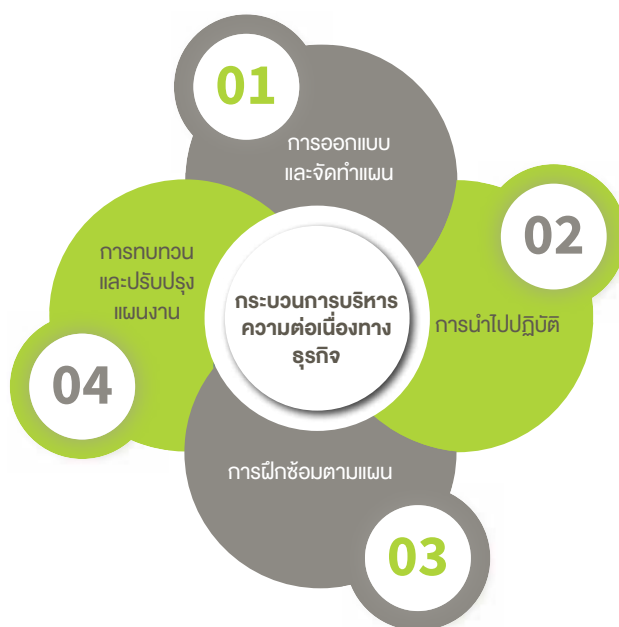 01
การออกแบบ
และจัดทำแผน
02
การนำไปปฏิบัติ
กระบวนการบริหาร
ความต่อเนื่องทาง
ธุรกิจ
การฝึกซ้อมตามแผน
03
การทบทวน
และปรับปรุง
แผนงาน
04